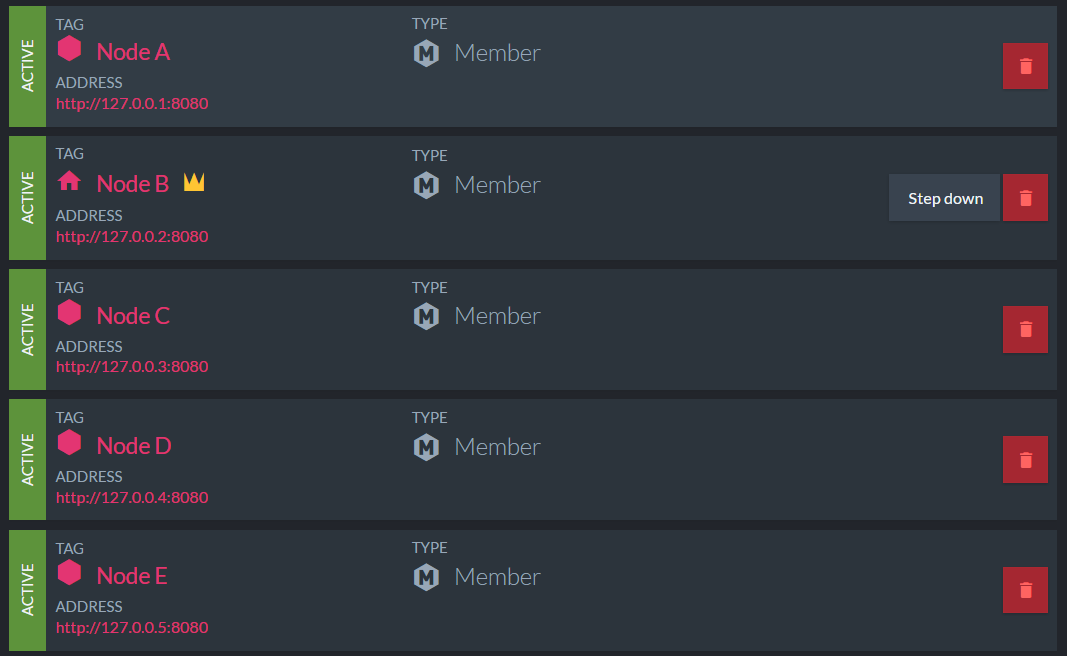 ACTIVE
TAG
Node A
ADDRESS
http://127.0.0.1:8080
TYPE
M Member
ACTIVE
TAG
Node B
ADDRESS
http://127.0.0.2:8080
TYPE
M Member
Step down
ACTIVE
TAG
Node C
ADDRESS
http://127.0.0.3:8080
TYPE
M Member
ACTIVE
TAG
Node D
ADDRESS
http://127.0.0.4:8080
TYPE
M Member
ACTIVE
TAG
Node E
ADDRESS
http://127.0.0.5:8080
TYPE
M Member